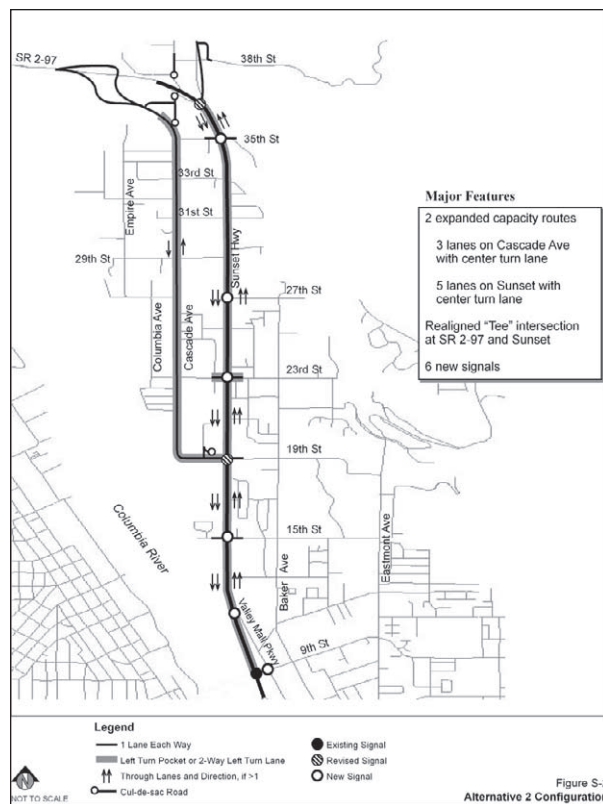 SR 2-97
38th St
35th St
33rd St
31st St
29th St
27th St
23rd St
19th St
15th St
9th St
Empire Ave
Columbia Ave
Cascade Ave
Sunset Hwy
Columbia River
Baker Ave
Eastmont Ave
Valley Mall Pkwy
Major Features
2 expanded capacity routes
3 lanes on Cascade Ave
with center turn lane
5 lanes on Sunset with
center turn lane
Realigned "Tee" intersection
at SR 2-97 and Sunset
6 new signals
Legend
1 Lane Each Way
Left Turn Pocket or 2-Way Left Turn Lane
Through Lanes and Direction, if >1
Cul-de-sac Road
Existing Signal
Revised Signal
New Signal
N
NOT TO SCALE
Figure S-
Alternative 2 Configuration